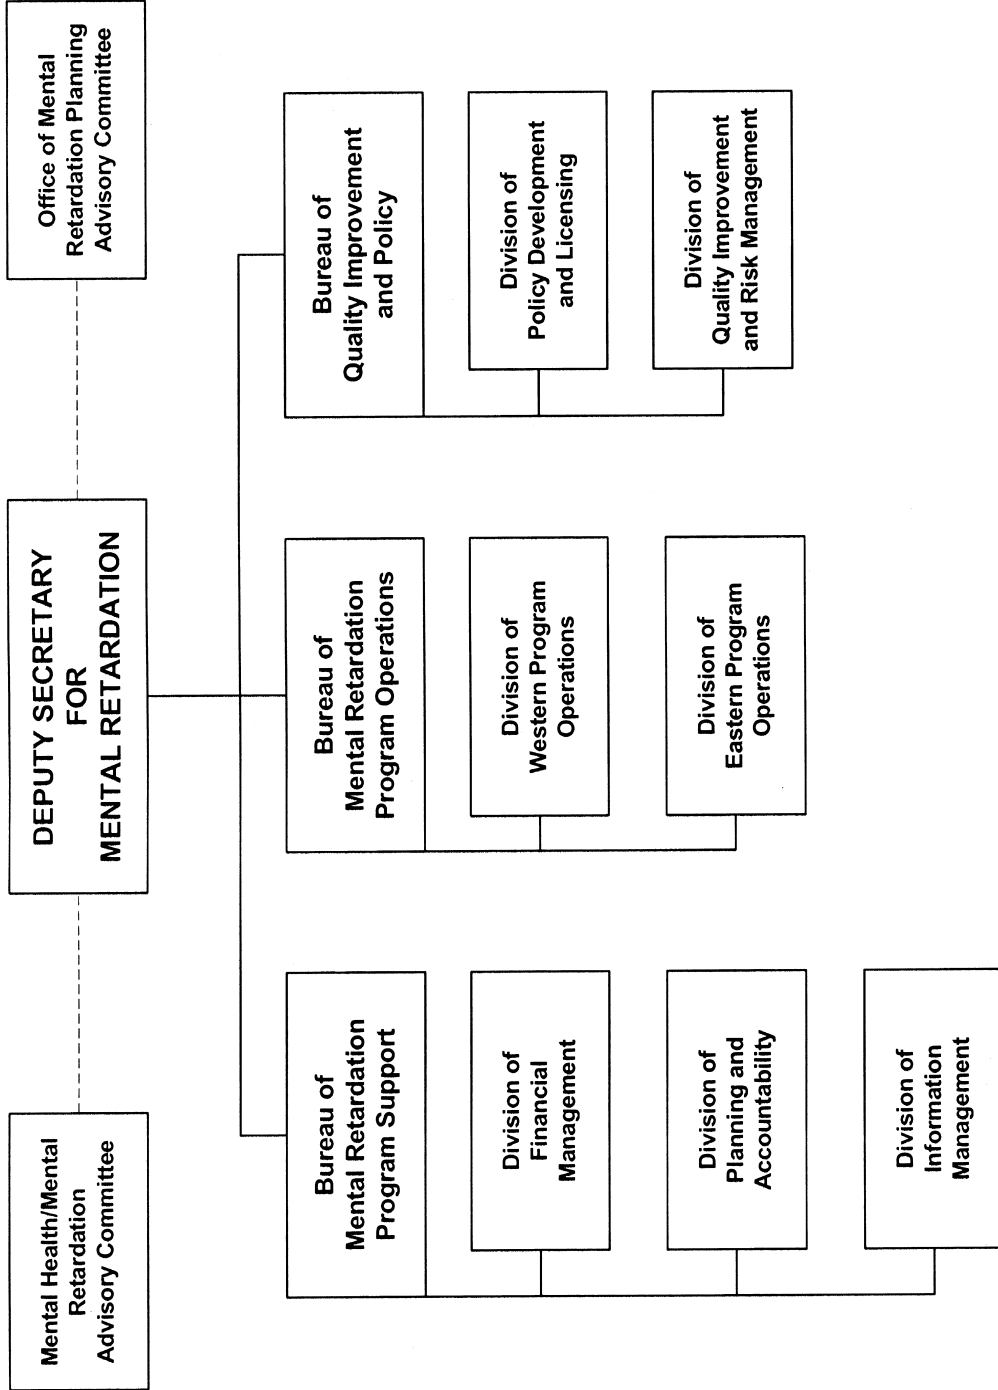 Mental Health/Mental
Retardation
Advisory Committee
DEPUTY SECRETARY
FOR
MENTAL RETARDATION
Office of Mental
Retardation Planning
Advisory Committee
Bureau of
Mental Retardation
Program Support
Division of
Financial
Management
Division of
Planning and
Accountability
Division of
Information
Management
Bureau of
Mental Retardation
Program Operations
Division of
Western Program
Operations
Division of
Eastern Program
Operations
Bureau of
Quality Improvement
and Policy
Division of
Policy Development
and Licensing
Division of
Quality Improvement
and Risk Management